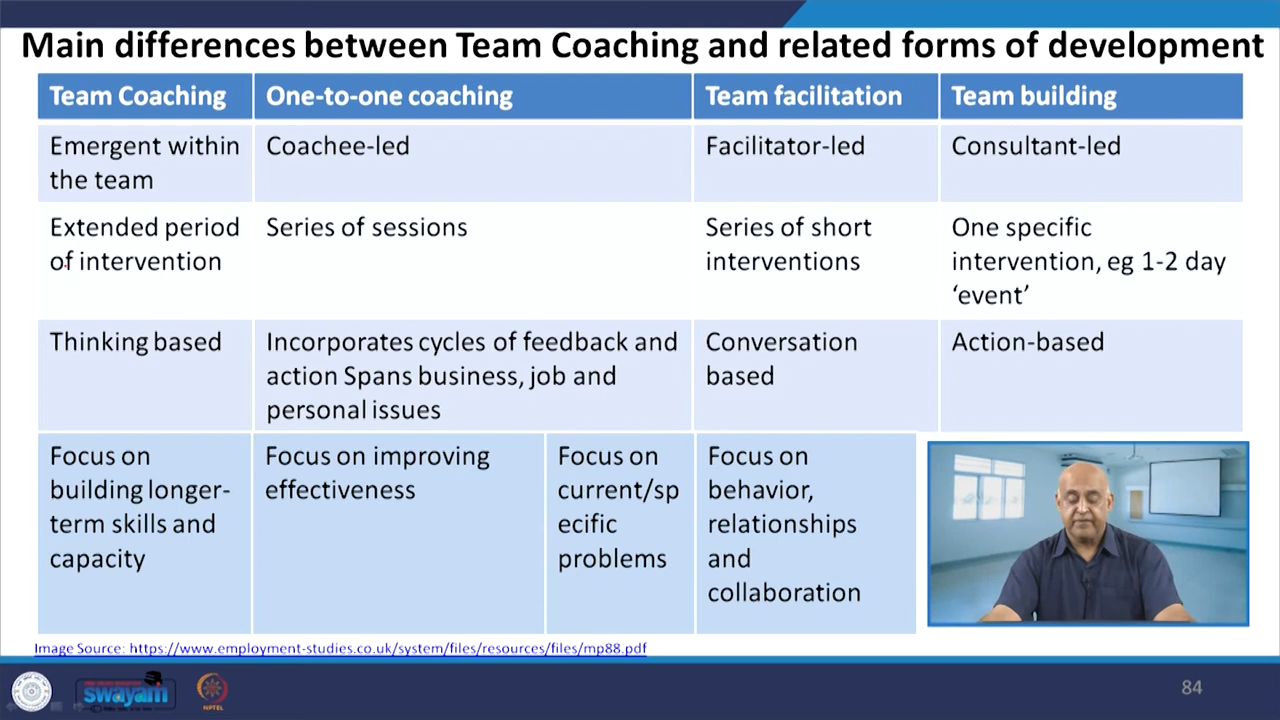 Main differences between Team Coaching and related forms of development
Team Coaching
One-to-one coaching
Team facilitation
Team building
Emergent within
the team
Coachee-led
Facilitator-led
Consultant-led
Extended period
of intervention
Series of sessions
Series of short
interventions
One specific
intervention, eg 1-2 day
‘event’
Thinking based
Incorporates cycles of feedback and
action Spans business, job and
personal issues
Conversation
based
Action-based
Focus on
building longer-
term skills and
capacity
Focus on improving
effectiveness
Focus on
current/sp
ecific
problems
Focus on
behavior,
relationships
and
collaboration
Image Source: https://www.employment-studies.co.uk/system/files/resources/files/mp88.pdf
swayam
NPTEL
84